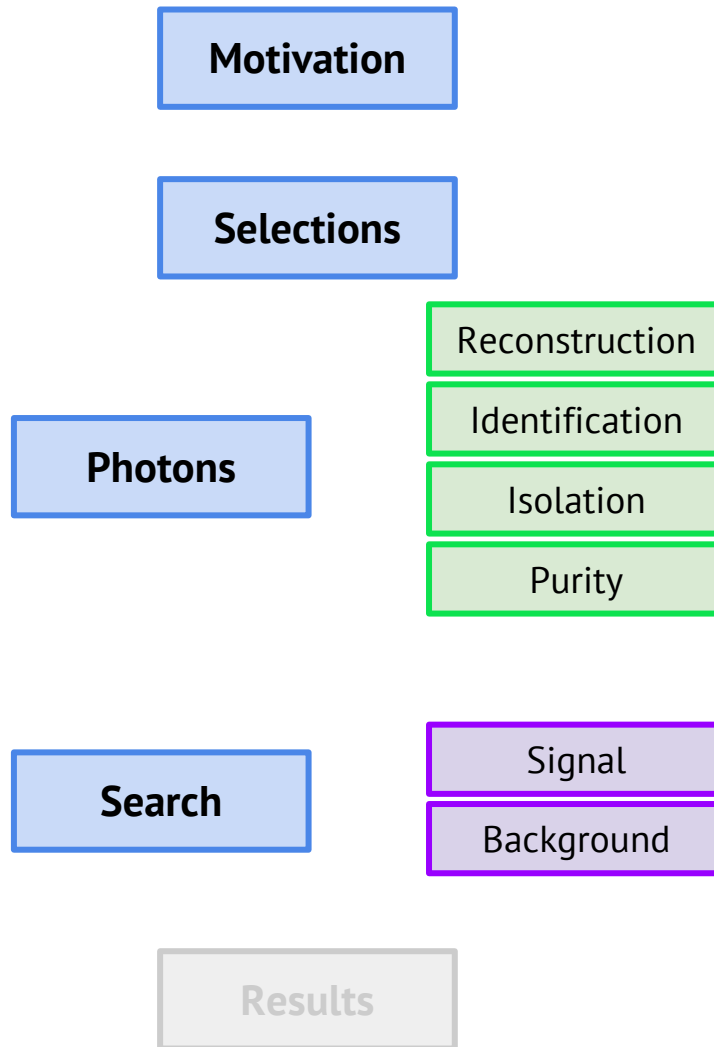 Motivation
Selections
Reconstruction
Identification
Photons
Isolation
Purity
Signal
Search
Background
Results